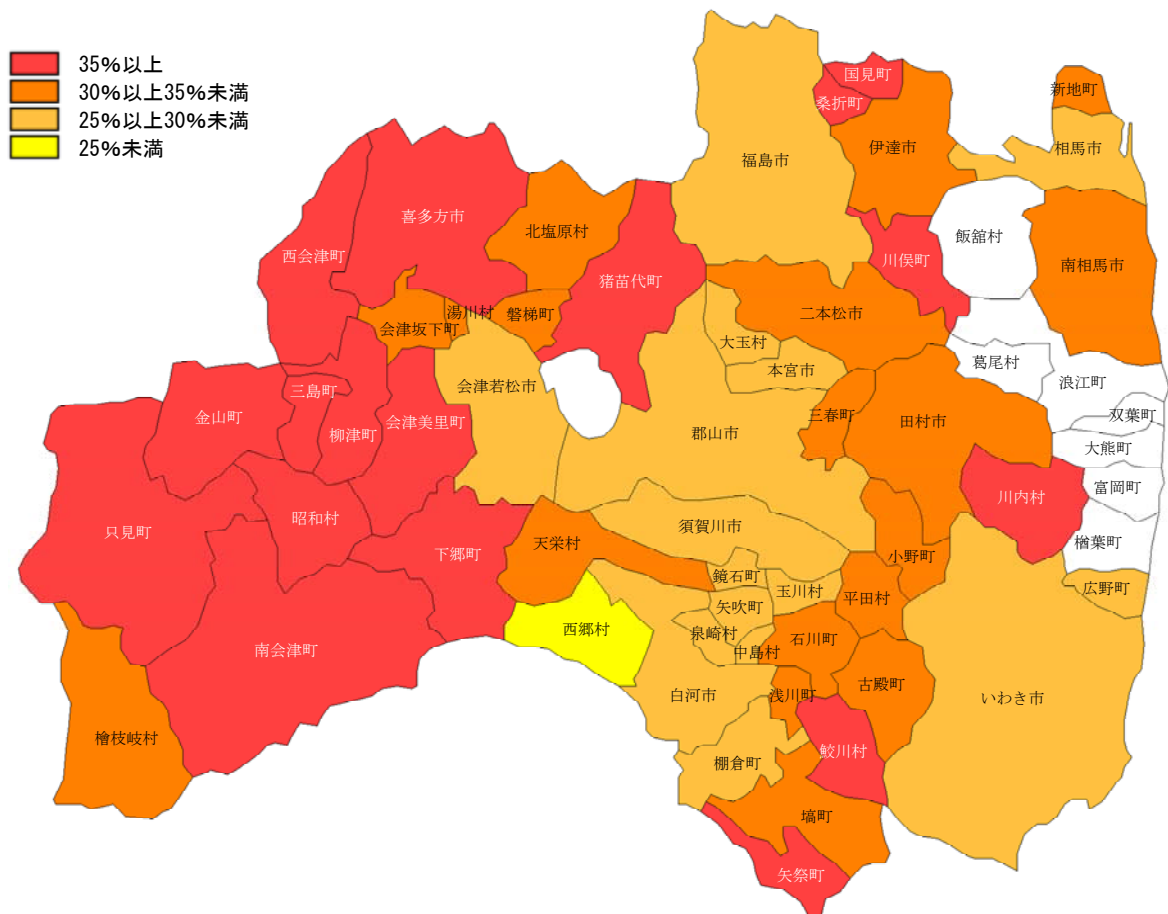 35%以上
30%以上35%未満
25%以上30%未満
25%未満
国見町
桑折町
新地町
伊達市
相馬市
福島市
喜多方市
北塩原村
飯舘村
西会津町
川俣町
南相馬市
猪苗代町
湯川村
磐梯町
二本松市
会津坂下町
大玉村
葛尾村
本宮市
浪江町
会津若松市
三島町
双葉町
金山町
会津美里町
三春町
田村市
柳津町
郡山市
大熊町
富岡町
川内村
昭和村
須賀川市
只見町
天栄村
楢葉町
下郷町
小野町
鏡石町
玉川村
広野町
平田村
矢吹町
西郷村
泉崎村
石川町
南会津町
中島村
古殿町
白河市
浅川町
いわき市
檜枝岐村
鮫川村
棚倉町
塙町
矢祭町